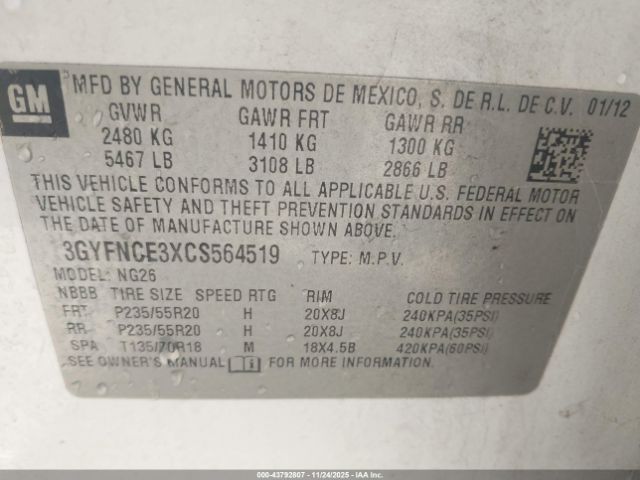 GM
MFD BY GENERAL MOTORS DE MEXICO, S. DE R.L. DE C.V. 01/12
GVWR GAWR FRT GAWR RR
2480 KG 1410 KG 1300 KG
5467 LB 3108 LB 2866 LB
THIS VEHICLE CONFORMS TO ALL APPLICABLE U.S. FEDERAL MOTOR
VEHICLE SAFETY AND THEFT PREVENTION STANDARDS IN EFFECT ON
THE DATE OF MANUFACTURE SHOWN ABOVE.
3GYFNCE3XCS564519 TYPE: M.P.V.
MODEL: NG26
NBBB TIRE SIZE SPEED RTG RIM COLD TIRE PRESSURE
FRT P235/55R20 H 20X8J 240KPA(35PSI)
RR P235/55R20 H 20X8J 240KPA(35PSI)
SPA T135/70R18 M 18X4.5B 420KPA(60PSI)
SEE OWNER'S MANUAL FOR MORE INFORMATION
000-43792807 - 11/24/2025 - IAAI.COM